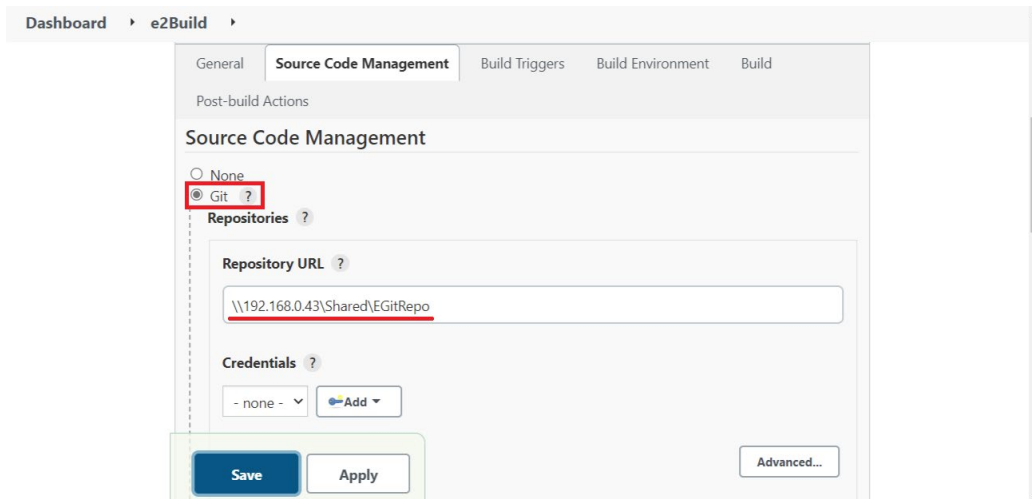 Dashboard e2Build
General Source Code Management Build Triggers Build Environment Build
Post-build Actions
Source Code Management
None
Git ?
Repositories ?
Repository URL ?
\\192.168.0.43\Shared\EGitRepo
Credentials ?
- none - Add
Advanced...
Save Apply